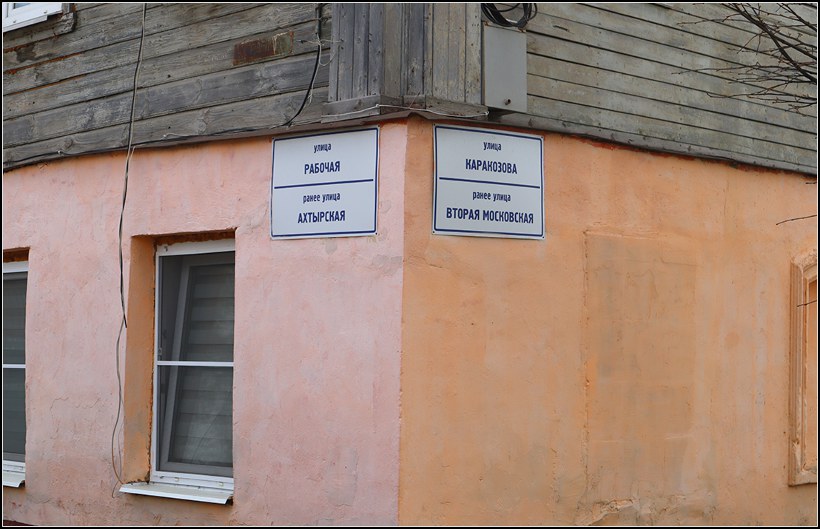 улица
РАБОЧАЯ
ранее улица
АХТЫРСКАЯ
улица
КАРАКОЗОВА
ранее улица
ВТОРАЯ МОСКОВСКАЯ